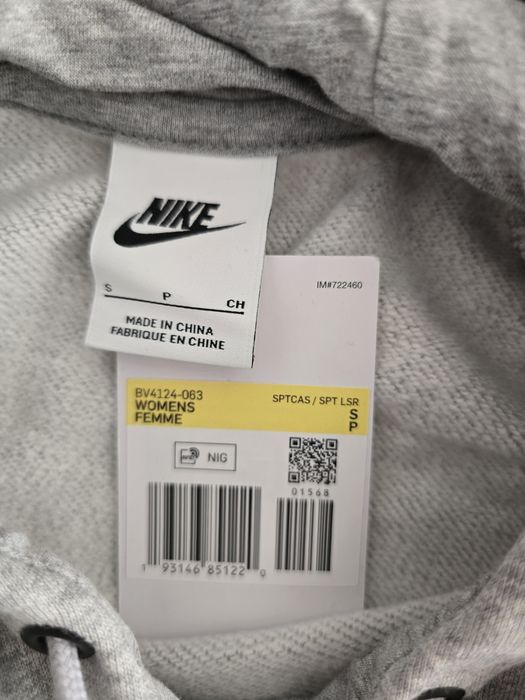 NIKE
S P CH
MADE IN CHINA
FABRIQUE EN CHINE
IM#722460
BV4124-063 SPTCAS / SPT LSR
WOMENS S
FEMME P
NIG
01568
1 93146 85122 0